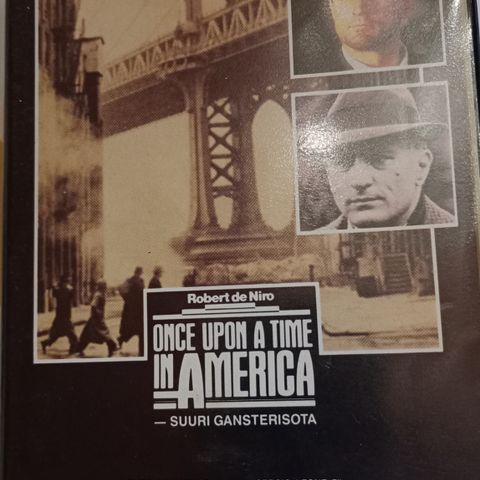 Robert de Niro
ONCE UPON A TIME
IN AMERICA
— SUURI GANSTERISOTA